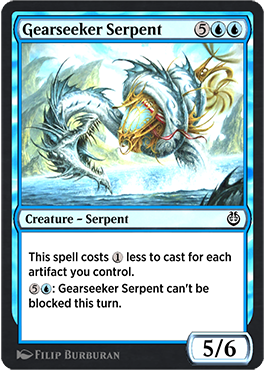 Gearseeker Serpent 5
Creature – Serpent
This spell costs 1 less to cast for each
artifact you control.
5: Gearseeker Serpent can't be
blocked this turn.
5/6
FILIP BURBURAN